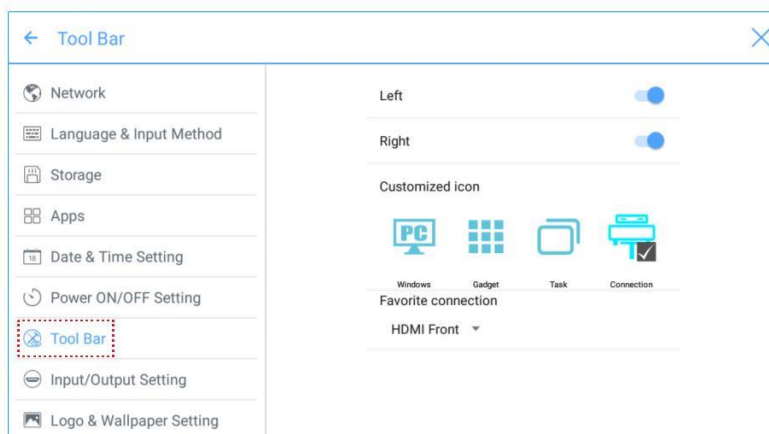 Tool Bar
Network
Language & Input Method
Storage
Apps
18
Date & Time Setting
Power ON/OFF Setting
Tool Bar
Input/Output Setting
Logo & Wallpaper Setting
Left
Right
Customized icon
PC
Windows Gadget Task Connection
Favorite connection
HDMI Front